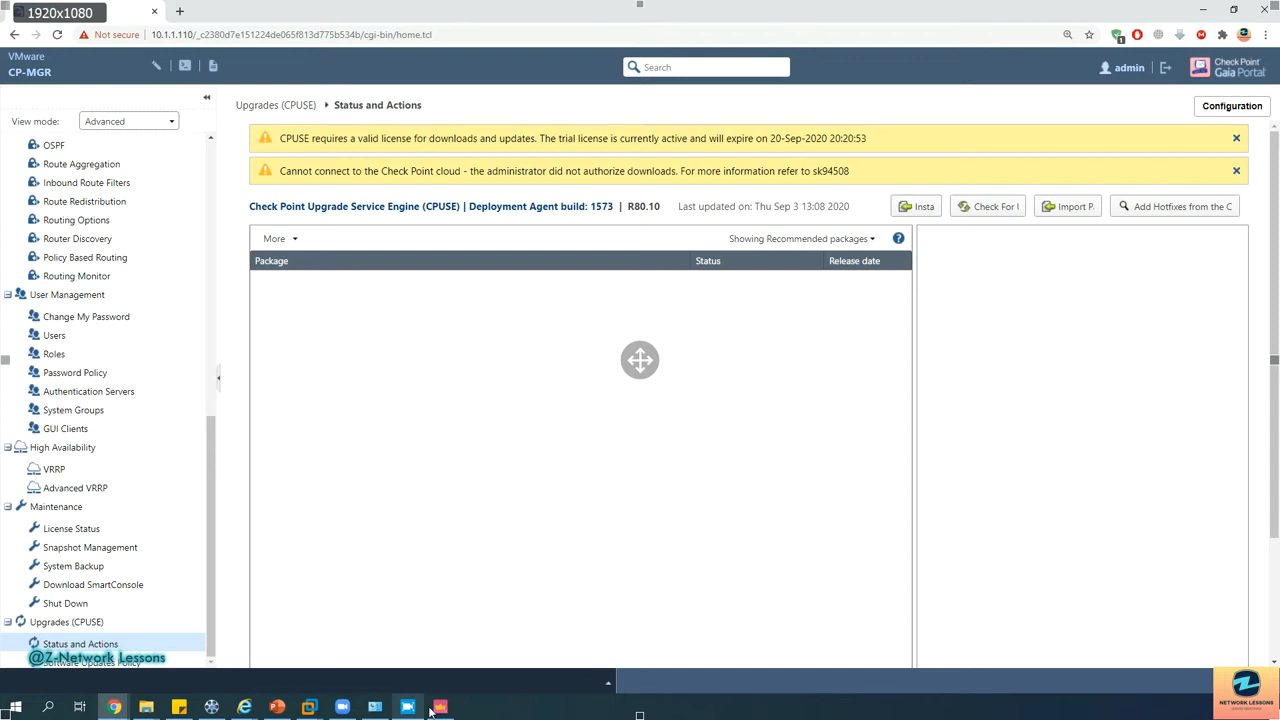 1920x1080
Not secure 10.1.1.110/_c2380d7e151224de065f813d775b534b/cgi-bin/home.tcl
VMware
CP-MGR
Search
admin
Check Point
Gaia Portal
View mode: Advanced
OSPF
Route Aggregation
Inbound Route Filters
Route Redistribution
Routing Options
Router Discovery
Policy Based Routing
Routing Monitor
User Management
Change My Password
Users
Roles
Password Policy
Authentication Servers
System Groups
GUI Clients
High Availability
VRRP
Advanced VRRP
Maintenance
License Status
Snapshot Management
System Backup
Download SmartConsole
Shut Down
Upgrades (CPUSE)
Status and Actions
Software Updates Policy
@Z-Network Lessons
Upgrades (CPUSE) Status and Actions
Configuration
CPUSE requires a valid license for downloads and updates. The trial license is currently active and will expire on 20-Sep-2020 20:20:53
Cannot connect to the Check Point cloud - the administrator did not authorize downloads. For more information refer to sk94508
Check Point Upgrade Service Engine (CPUSE) | Deployment Agent build: 1573 | R80.10 Last updated on: Thu Sep 3 13:08 2020
Insta
Check For
Import P.
Add Hotfixes from the C
More
Showing Recommended packages
Package Status Release date
NETWORK LESSONS